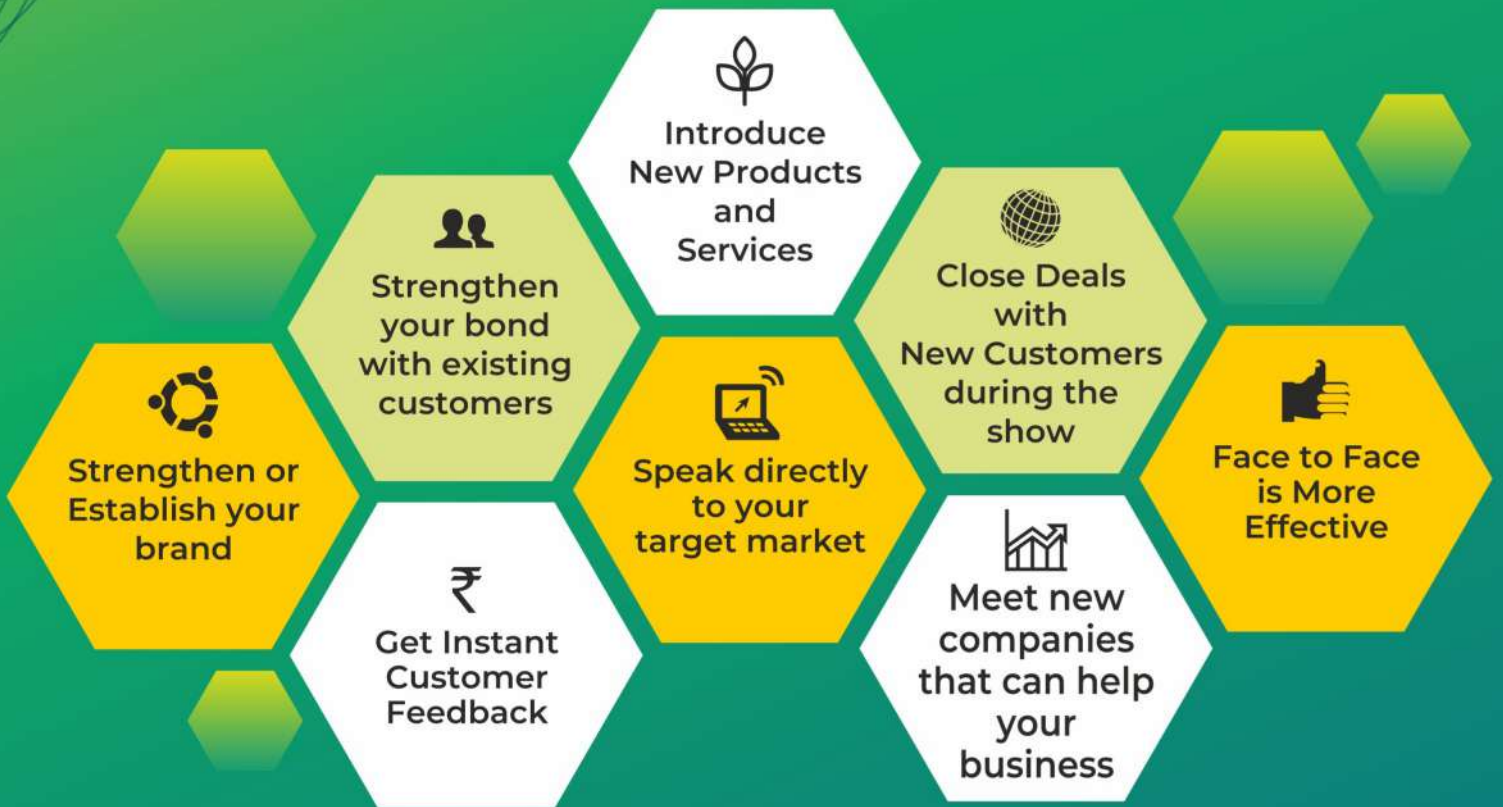 Introduce
New Products
and
Services
Strengthen
your bond
with existing
customers
Close Deals
with
New Customers
during the
show
Strengthen or
Establish your
brand
Speak directly
to your
target market
Face to Face
is More
Effective
₹
Get Instant
Customer
Feedback
Meet new
companies
that can help
your
business